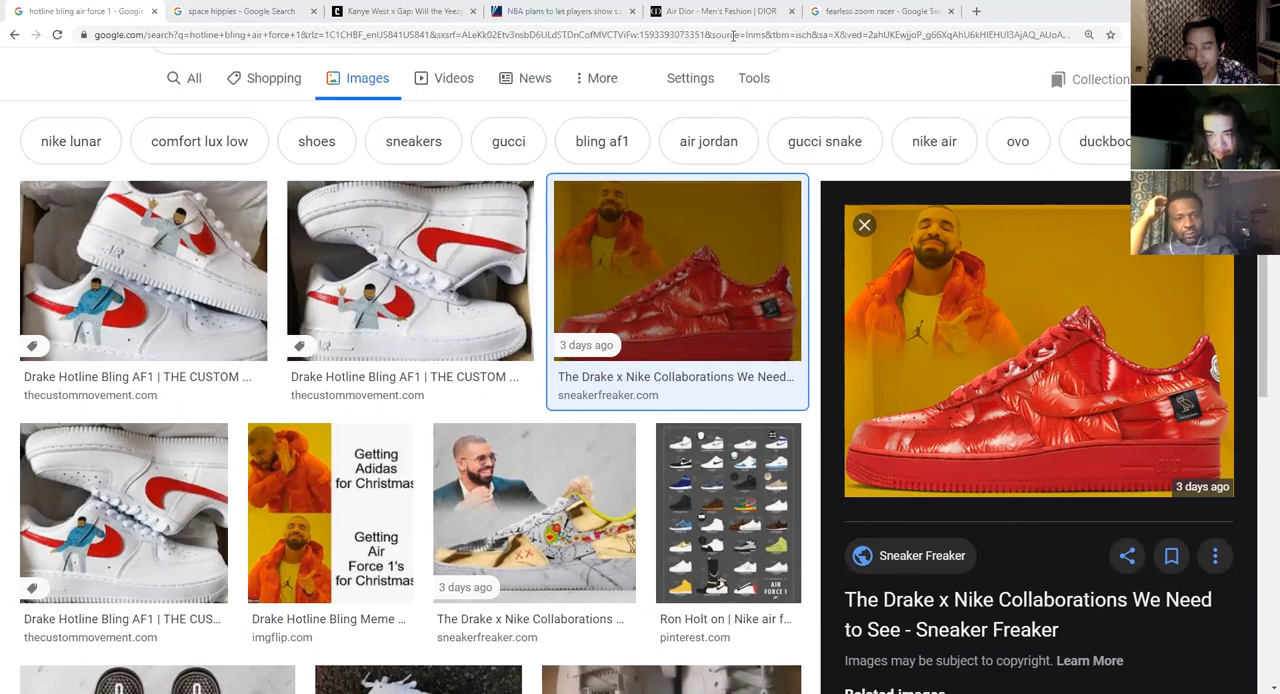 hotline bling air force 1 - Google
space hippies - Google Search
Kanye West x Gap: Will the Yeezy
NBA plans to let players show s
Air Dior - Men's Fashion | DIOR
fearless zoom racer - Google Se
All
Shopping
Images
Videos
News
More
Settings
Tools
Collection
nike lunar
comfort lux low
shoes
sneakers
gucci
bling af1
air jordan
gucci snake
nike air
ovo
duckboo
3 days ago
Drake Hotline Bling AF1 | THE CUSTOM ...
thecustommovement.com
Drake Hotline Bling AF1 | THE CUSTOM ...
thecustommovement.com
The Drake x Nike Collaborations We Need...
sneakerfreaker.com
3 days ago
Getting
Adidas
for Christmas
Getting
Air
Force 1's
for Christmas
3 days ago
AIR
FORCE 1
Drake Hotline Bling AF1 | THE CUS...
thecustommovement.com
Drake Hotline Bling Meme ...
imgflip.com
The Drake x Nike Collaborations ...
sneakerfreaker.com
Ron Holt on | Nike air f...
pinterest.com
Sneaker Freaker
The Drake x Nike Collaborations We Need
to See - Sneaker Freaker
Images may be subject to copyright. Learn More
Related images